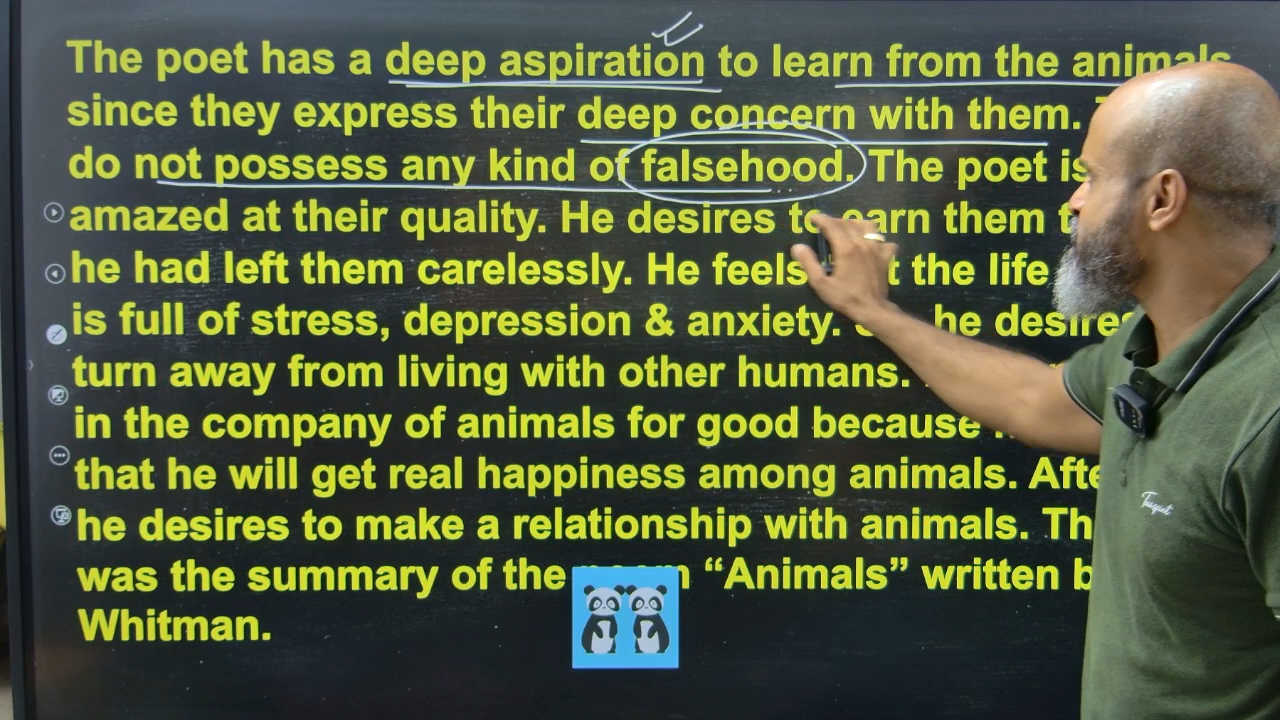 The poet has a deep aspiration to learn from the animals
since they express their deep concern with them.
do not possess any kind of falsehood. The poet is
amazed at their quality. He desires to earn them
he had left them carelessly. He feels the life
is full of stress, depression & anxiety. he desires
turn away from living with other humans.
in the company of animals for good because
that he will get real happiness among animals.
he desires to make a relationship with animals.
was the summary of the poem “Animals” written
Whitman.